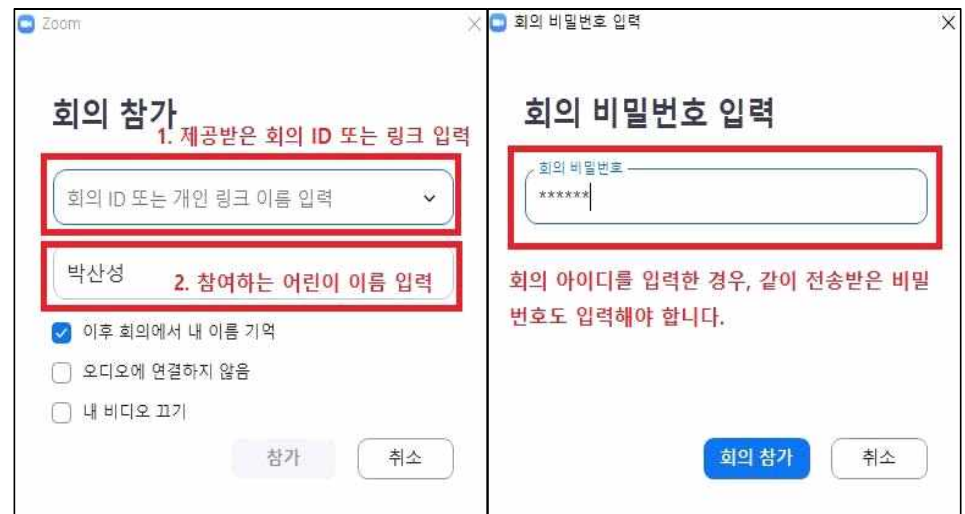 Zoom
회의 참가
1. 제공받은 회의 ID 또는 링크 입력
회의 ID 또는 개인 링크 이름 입력
박산성
2. 참여하는 어린이 이름 입력
이후 회의에서 내 이름 기억
오디오에 연결하지 않음
내 비디오 끄기
참가
취소
회의 비밀번호 입력
회의 비밀번호 입력
회의 비밀번호
******
회의 아이디를 입력한 경우, 같이 전송받은 비밀
번호도 입력해야 합니다.
회의 참가
취소